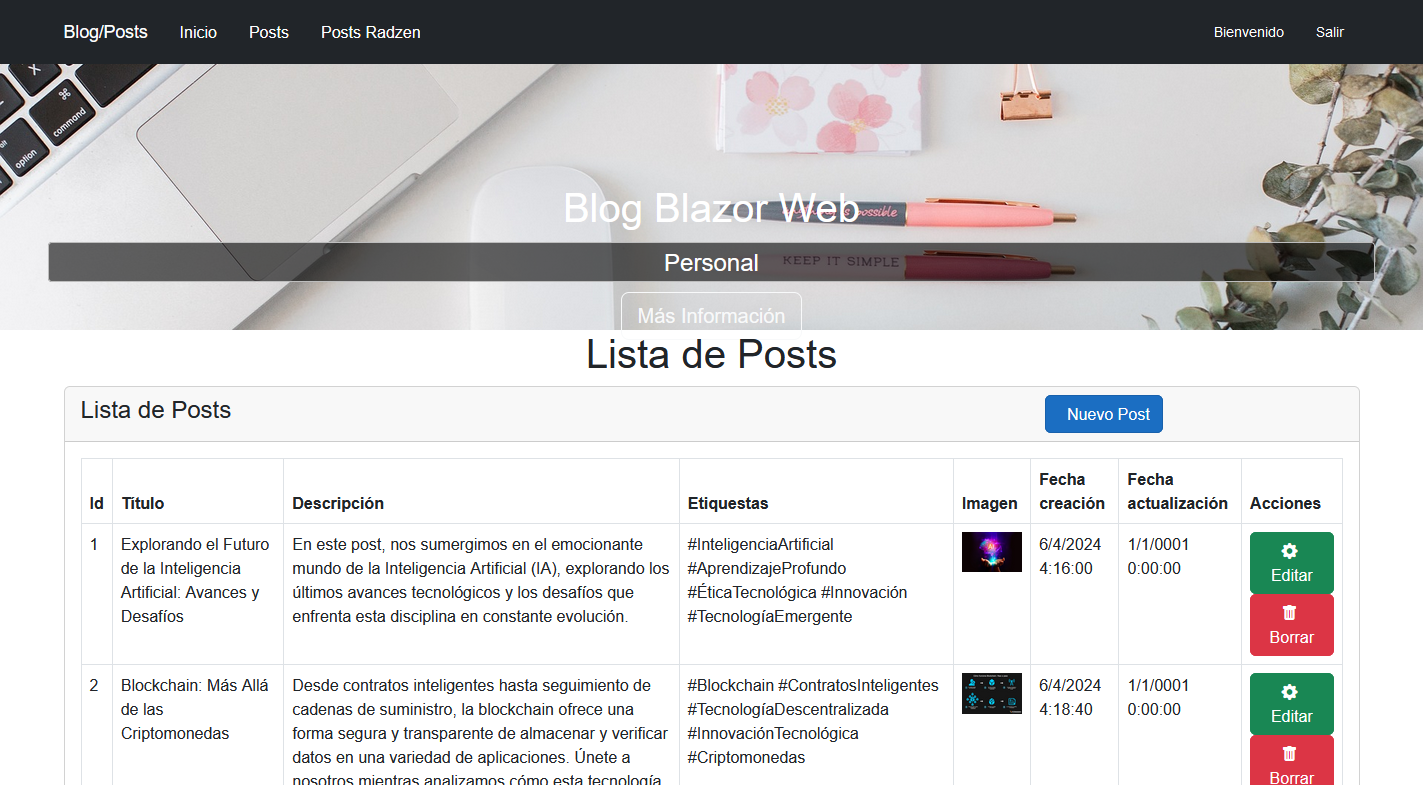 Blog/Posts Inicio Posts Posts Radzen Bienvenido Salir
command
option
Blog Blazor Web
possible
Personal
KEEP IT SIMPLE
Más Información
Lista de Posts
Lista de Posts
Nuevo Post
Id Título Descripción Etiquestas Imagen Fecha creación Fecha actualización Acciones
1
Explorando el Futuro
de la Inteligencia
Artificial: Avances y
Desafíos
En este post, nos sumergimos en el emocionante
mundo de la Inteligencia Artificial (IA), explorando los
últimos avances tecnológicos y los desafíos que
enfrenta esta disciplina en constante evolución.
#InteligenciaArtificial
#AprendizajeProfundo
#ÉticaTecnológica #Innovación
#TecnologíaEmergente
6/4/2024
4:16:00
1/1/0001
0:00:00
Editar
Borrar
2
Blockchain: Más Allá
de las
Criptomonedas
Desde contratos inteligentes hasta seguimiento de
cadenas de suministro, la blockchain ofrece una
forma segura y transparente de almacenar y verificar
datos en una variedad de aplicaciones. Únete a
nosotros mientras analizamos cómo esta tecnología
#Blockchain #ContratosInteligentes
#TecnologíaDescentralizada
#InnovaciónTecnológica
#Criptomonedas
6/4/2024
4:18:40
1/1/0001
0:00:00
Editar
Borrar